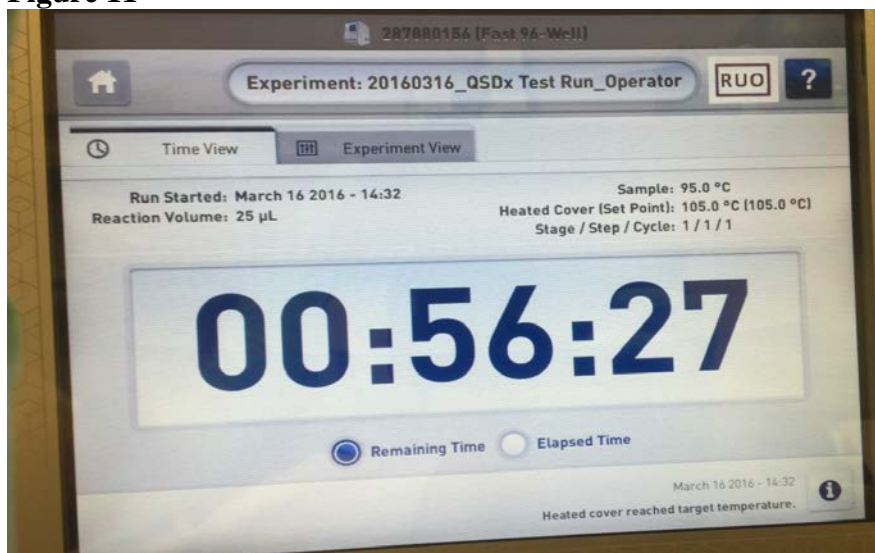 287880156 (Fast 96-Well)
Experiment: 20160316_QSDx Test Run_Operator
RUO
?
Time View
Experiment View
Run Started: March 16 2016 - 14:32
Reaction Volume: 25 µL
Sample: 95.0 °C
Heated Cover (Set Point): 105.0 °C (105.0 °C)
Stage / Step / Cycle: 1 / 1 / 1
00:56:27
Remaining Time
Elapsed Time
March 16 2016 - 14:32
Heated cover reached target temperature.
i